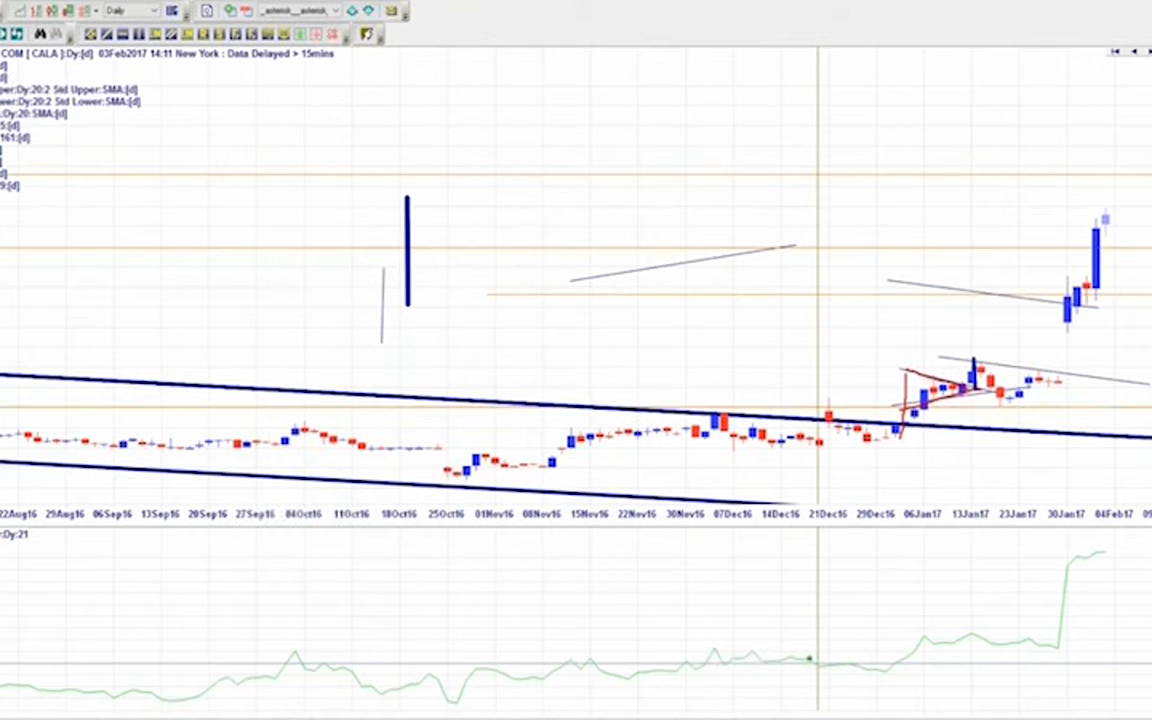 Daily _asterisk__asterisk_
COM [ CALA ]:Dy:[d] 03Feb2017 14:11 New York : Data Delayed > 15mins
d]
d]
per:Dy:20:2 Std Upper:SMA:[d]
wer:Dy:20:2 Std Lower:SMA:[d]
:Dy:20:SMA:[d]
5:[d]
161:[d]
]
]
d]
9:[d]
22Aug16 29Aug16 06Sep16 13Sep16 20Sep16 27Sep16 04Oct16 11Oct16 18Oct16 25Oct16 01Nov16 08Nov16 15Nov16 22Nov16 30Nov16 07Dec16 14Dec16 21Dec16 29Dec16 06Jan17 13Jan17 23Jan17 30Jan17 04Feb17 09
:Dy:21